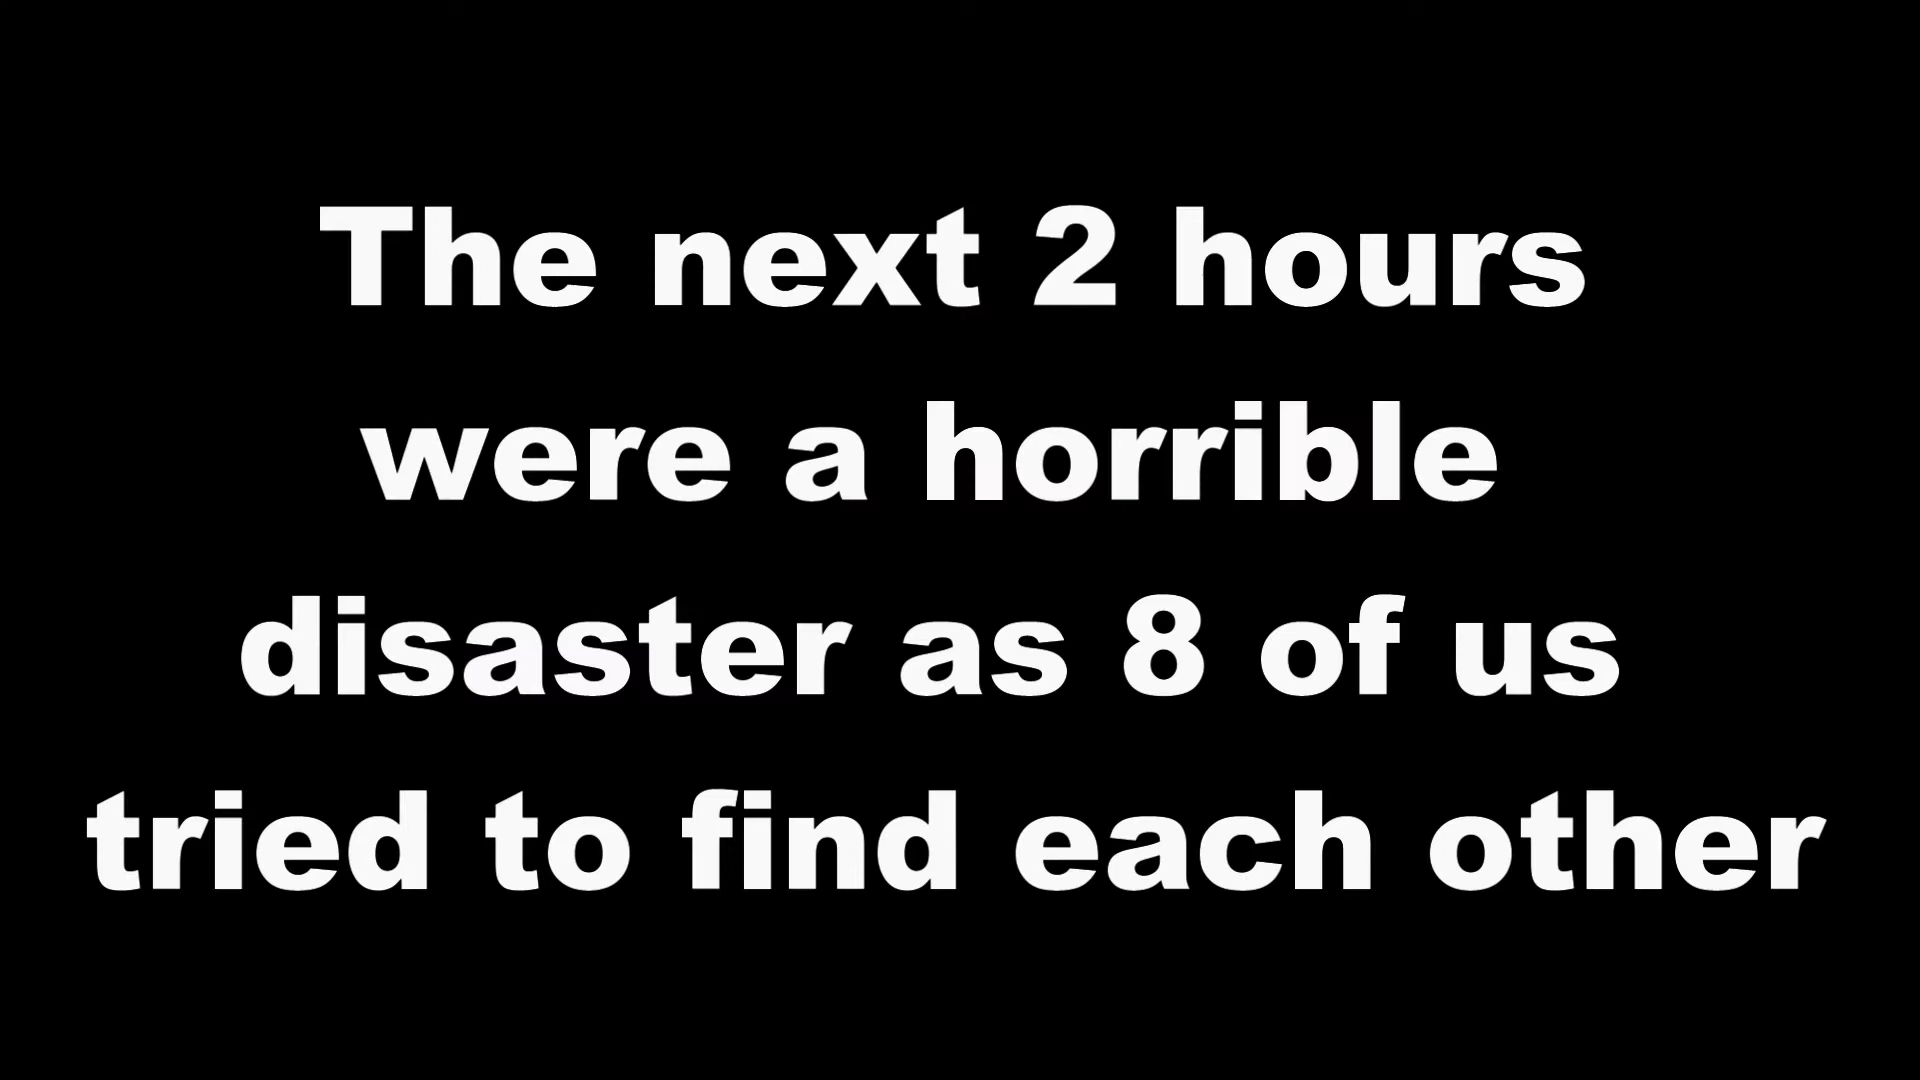 The next 2 hours
were a horrible
disaster as 8 of us
tried to find each other